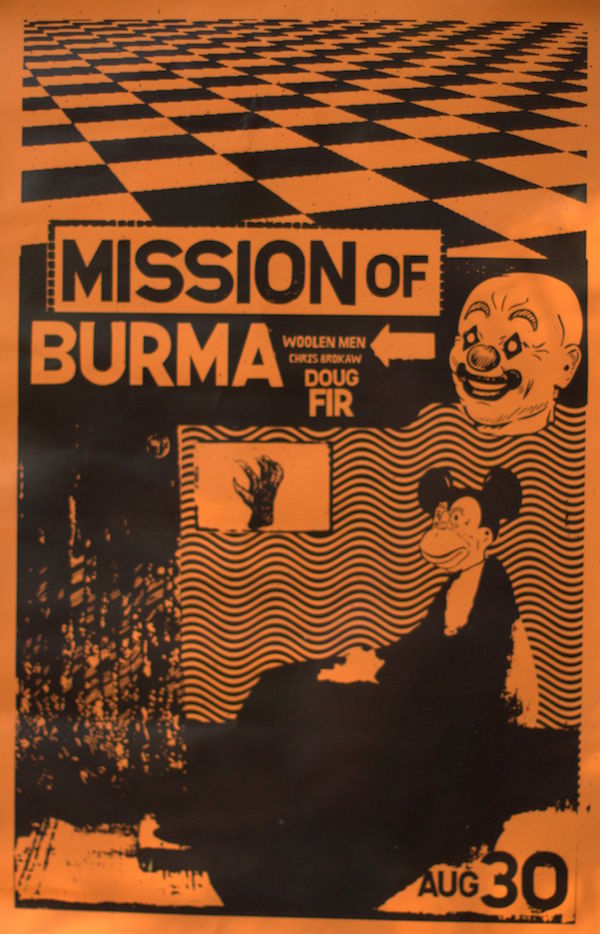 MISSION OF
BURMA
WOOLEN MEN
CHRIS BROKAW
DOUG
FIR
AUG 30